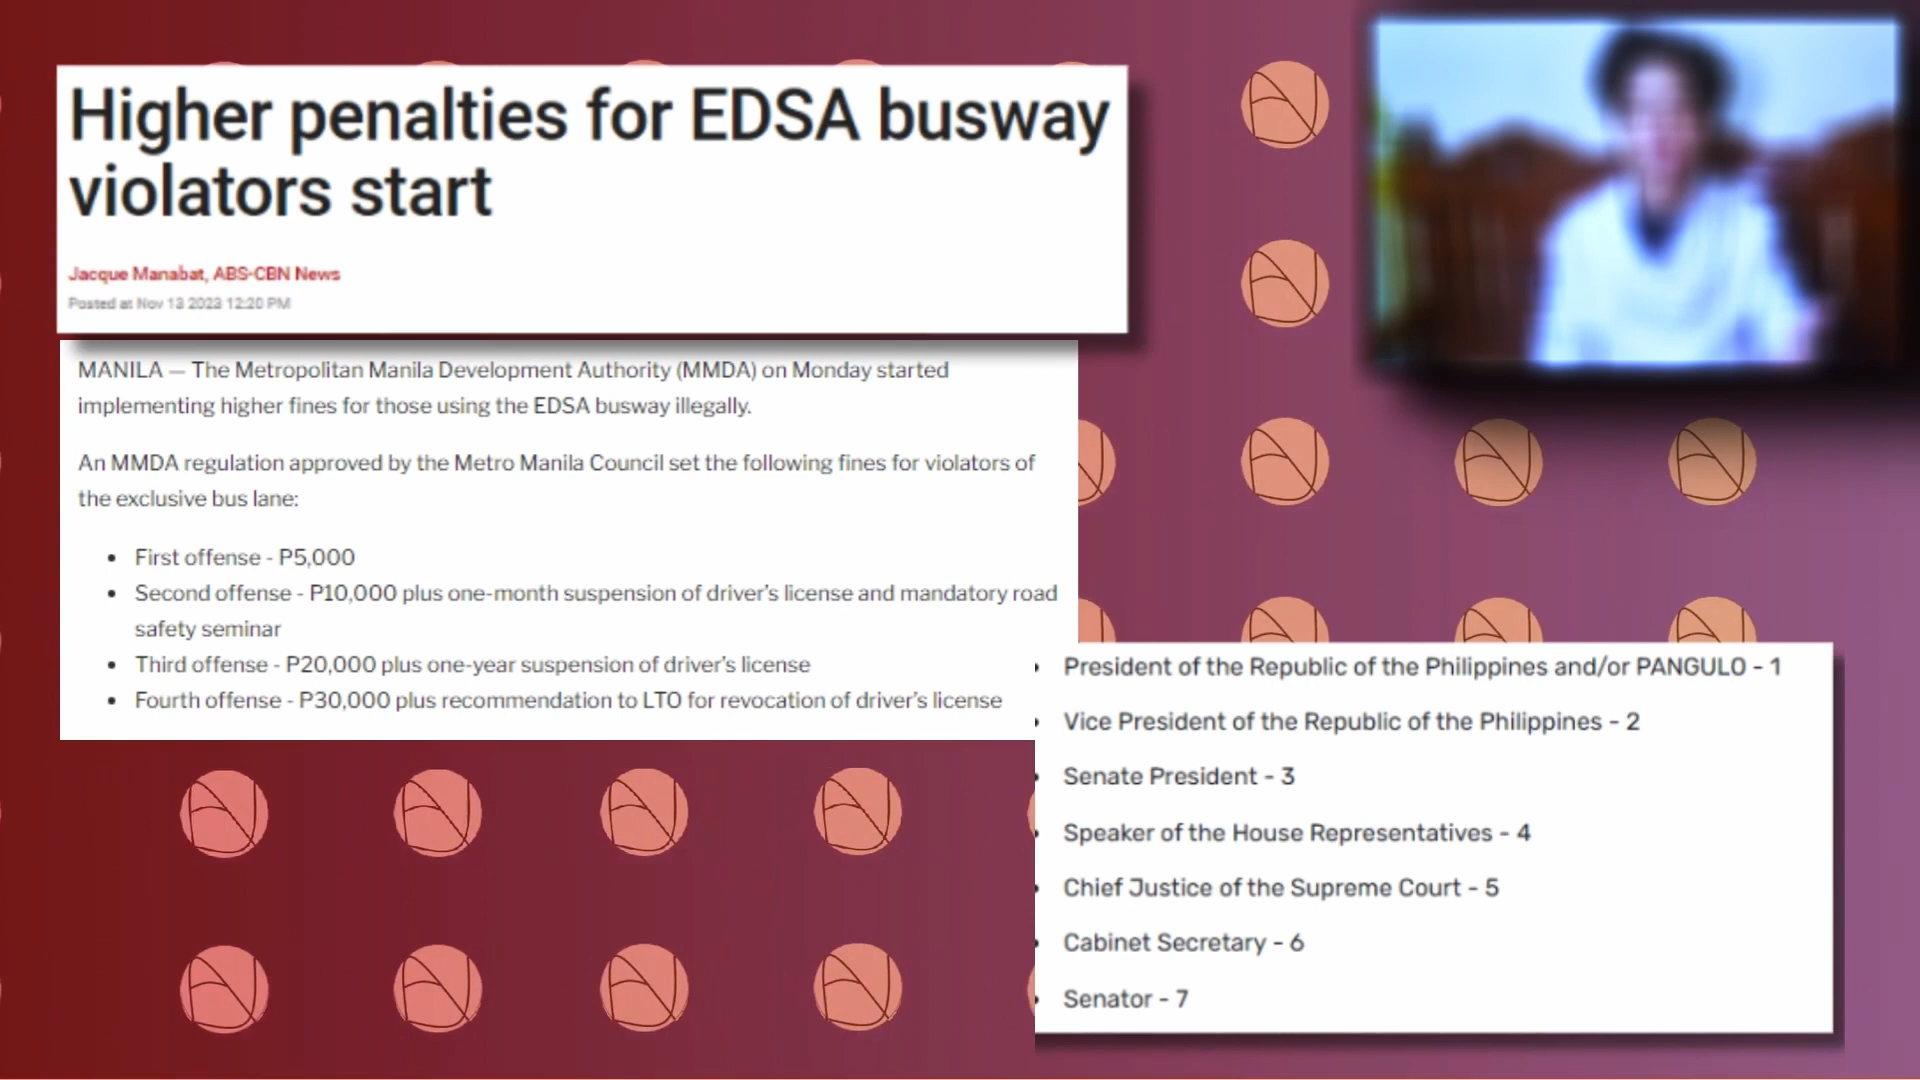 Higher penalties for EDSA busway
violators start
Jacque Manabat, ABS-CBN News
Posted at Nov 13 2023 12:20 PM
MANILA — The Metropolitan Manila Development Authority (MMDA) on Monday started
implementing higher fines for those using the EDSA busway illegally.
An MMDA regulation approved by the Metro Manila Council set the following fines for violators of
the exclusive bus lane:
• First offense - P5,000
• Second offense - P10,000 plus one-month suspension of driver's license and mandatory road
safety seminar
• Third offense - P20,000 plus one-year suspension of driver's license
• Fourth offense - P30,000 plus recommendation to LTO for revocation of driver's license
• President of the Republic of the Philippines and/or PANGULO - 1
• Vice President of the Republic of the Philippines - 2
• Senate President - 3
• Speaker of the House Representatives - 4
• Chief Justice of the Supreme Court - 5
• Cabinet Secretary - 6
• Senator - 7